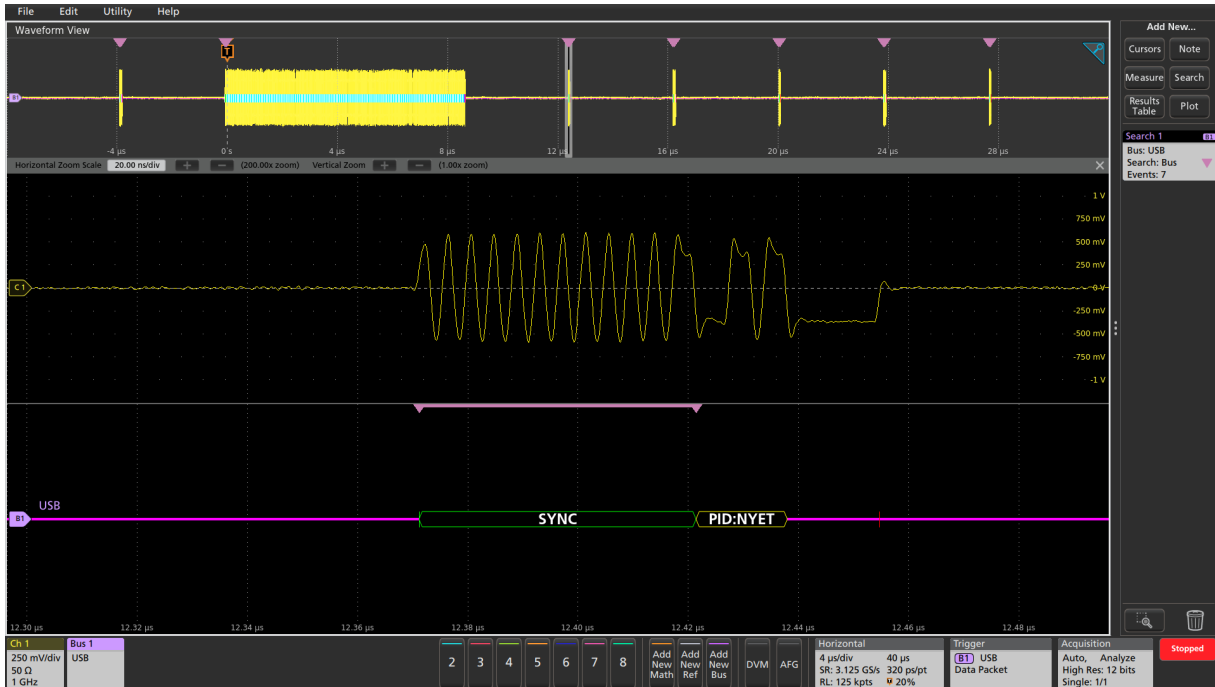 File Edit Utility Help
Waveform View
Add New...
Cursors Note
Measure Search
Results Table Plot
T
B1
-4 µs 0 s 4 µs 8 µs 12 µs 16 µs 20 µs 24 µs 28 µs
Horizontal Zoom Scale 20.00 ns/div + − (200.00x zoom) Vertical Zoom + − (1.00x zoom) ×
Search 1 B1
Bus: USB
Search: Bus
Events: 7
1 V
750 mV
500 mV
250 mV
C 1 0 V
-250 mV
-500 mV
-750 mV
-1 V
USB
B1 SYNC PID:NYET
12.30 µs 12.32 µs 12.34 µs 12.36 µs 12.38 µs 12.40 µs 12.42 µs 12.44 µs 12.46 µs 12.48 µs
Ch 1
250 mV/div
50 Ω
1 GHz
Bus 1
USB
2 3 4 5 6 7 8
Add New Math
Add New Ref
Add New Bus
DVM
AFG
Horizontal
4 µs/div 40 µs
SR: 3.125 GS/s 320 ps/pt
RL: 125 kpts 20%
Trigger
B1 USB
Data Packet
Acquisition
Auto, Analyze
High Res: 12 bits
Single: 1/1
Stopped